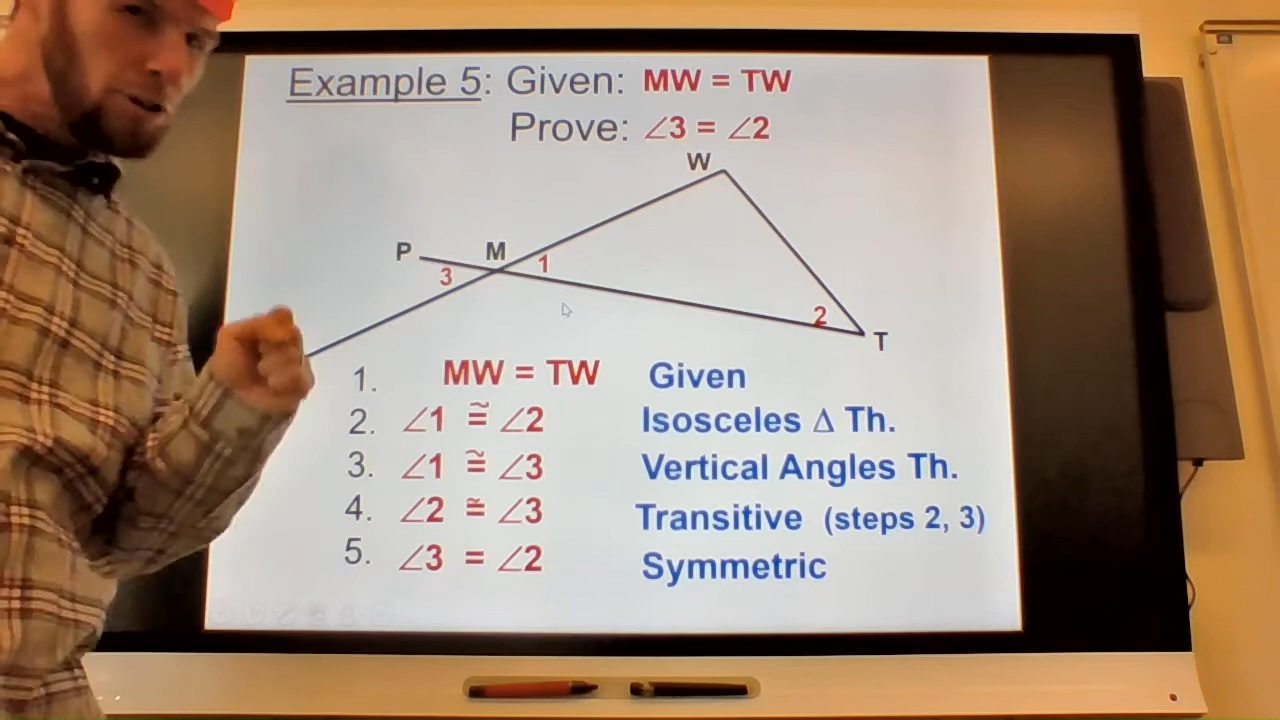 Example 5: Given: MW = TW
Prove: ∠3 = ∠2
W
P
M
3
1
2
T
1. MW = TW Given
2. ∠1 ≅ ∠2 Isosceles Δ Th.
3. ∠1 ≅ ∠3 Vertical Angles Th.
4. ∠2 ≅ ∠3 Transitive (steps 2, 3)
5. ∠3 = ∠2 Symmetric